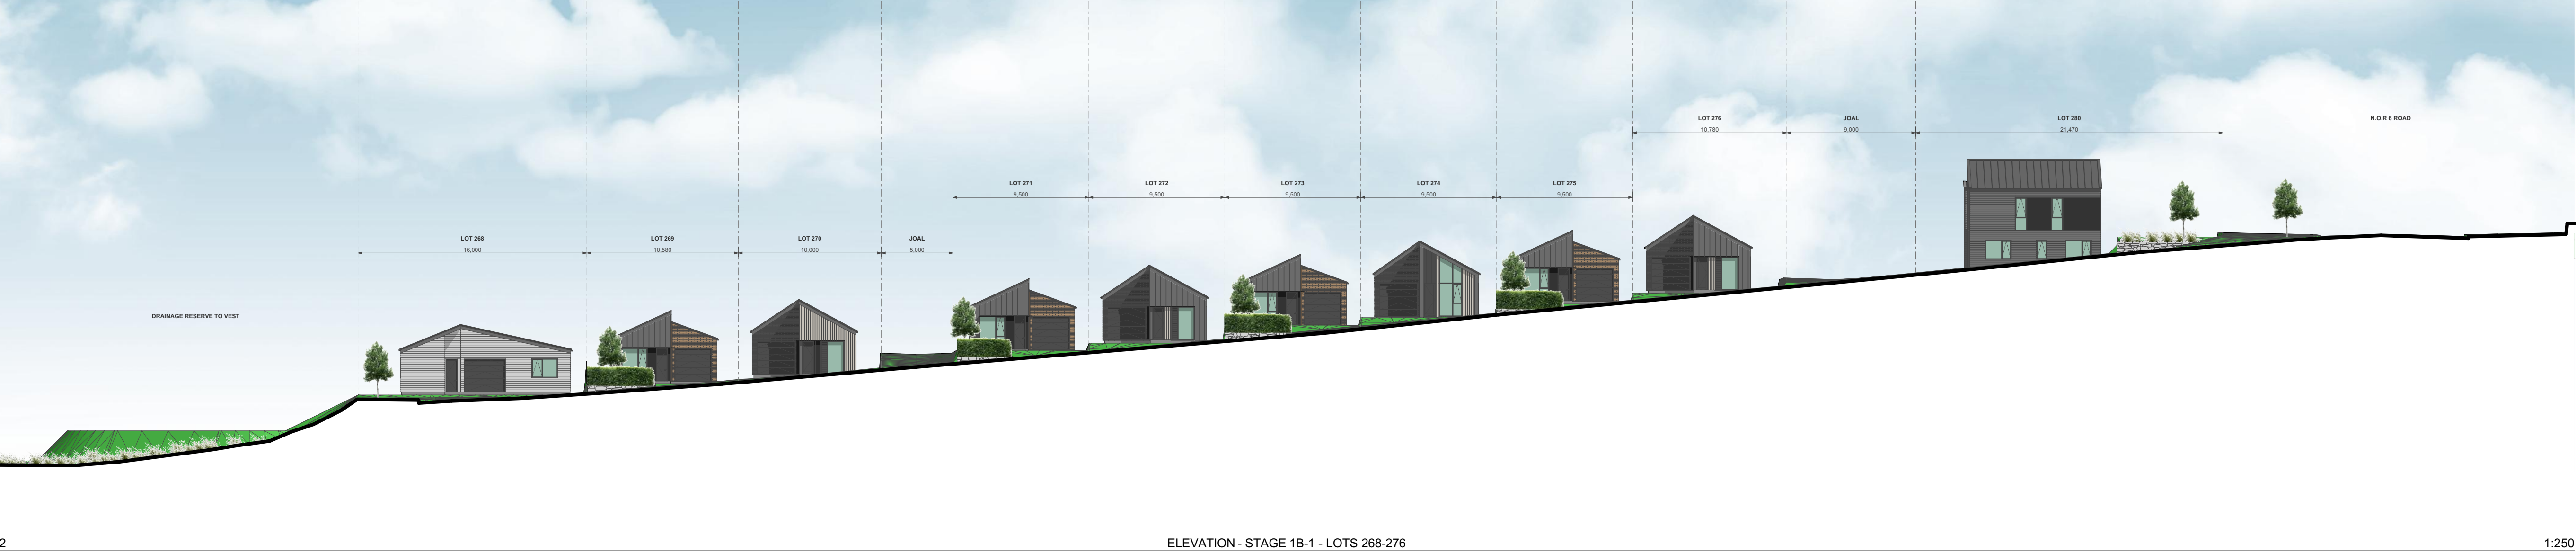 LOT 276
10,780
JOAL
9,000
LOT 280
21,470
N.O.R 6 ROAD
LOT 271
9,500
LOT 272
9,500
LOT 273
9,500
LOT 274
9,500
LOT 275
9,500
LOT 268
16,000
LOT 269
10,580
LOT 270
10,000
JOAL
5,000
DRAINAGE RESERVE TO VEST
2
ELEVATION - STAGE 1B-1 - LOTS 268-276
1:250